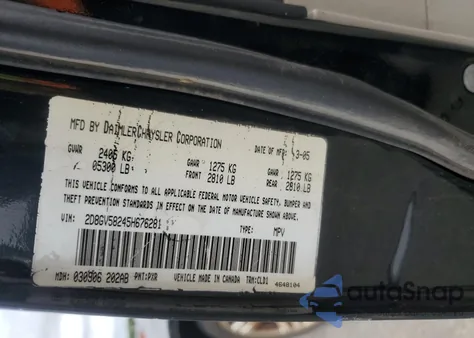 MFD BY DAIMLERCHRYSLER CORPORATION
DATE OF MFR: 3-05
GVWR 2405 KG GAWR 1275 KG GAWR 1275 KG
05300 LB FRONT 2810 LB REAR 2810 LB
THIS VEHICLE CONFORMS TO ALL APPLICABLE FEDERAL MOTOR VEHICLE SAFETY, BUMPER AND
THEFT PREVENTION STANDARDS IN EFFECT ON THE DATE OF MANUFACTURE SHOWN ABOVE.
VIN: 2D8GV58245H676281 TYPE: MPV
MDH: 030906 202AB PNT:PXR VEHICLE MADE IN CANADA TRM:CLD1
4648104
autoSnap